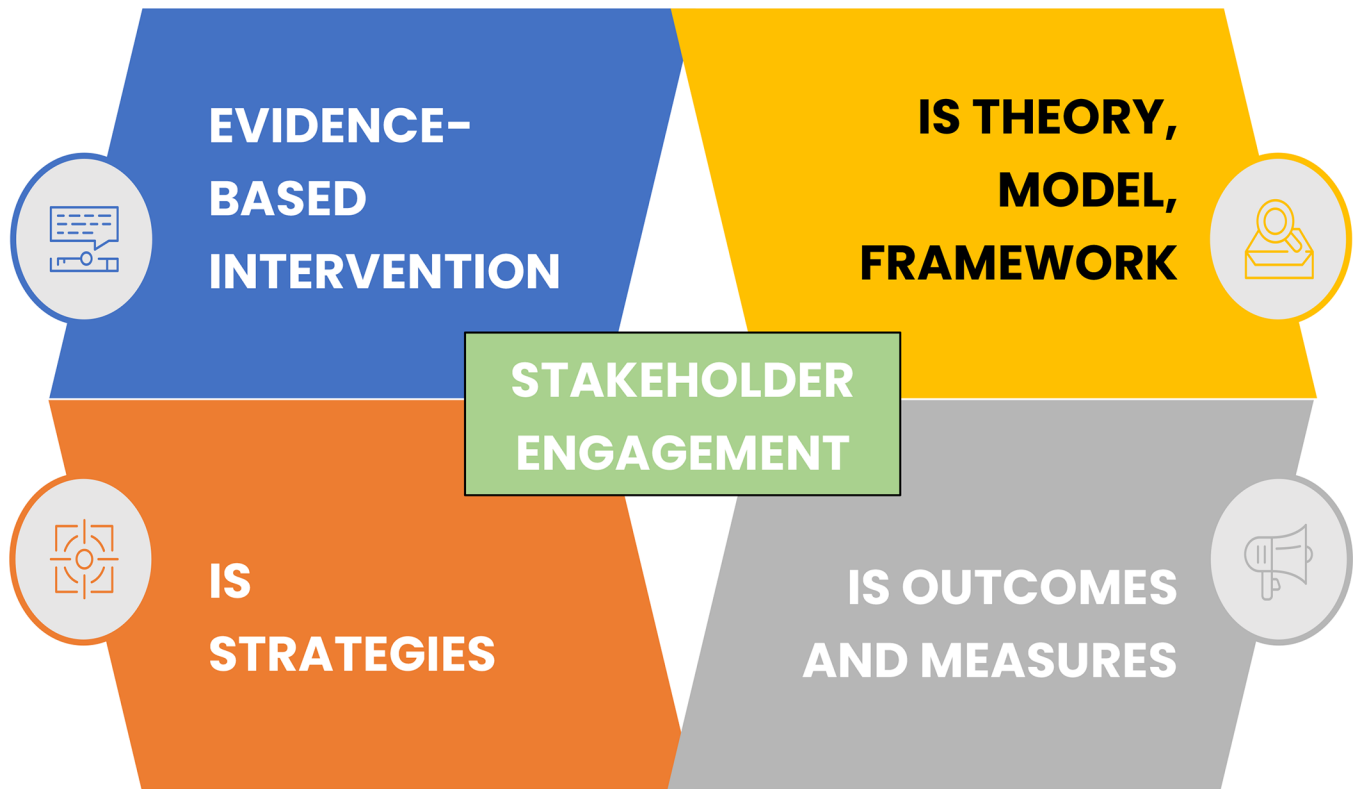 EVIDENCE-
BASED
INTERVENTION
IS THEORY,
MODEL,
FRAMEWORK
STAKEHOLDER
ENGAGEMENT
IS
STRATEGIES
IS OUTCOMES
AND MEASURES